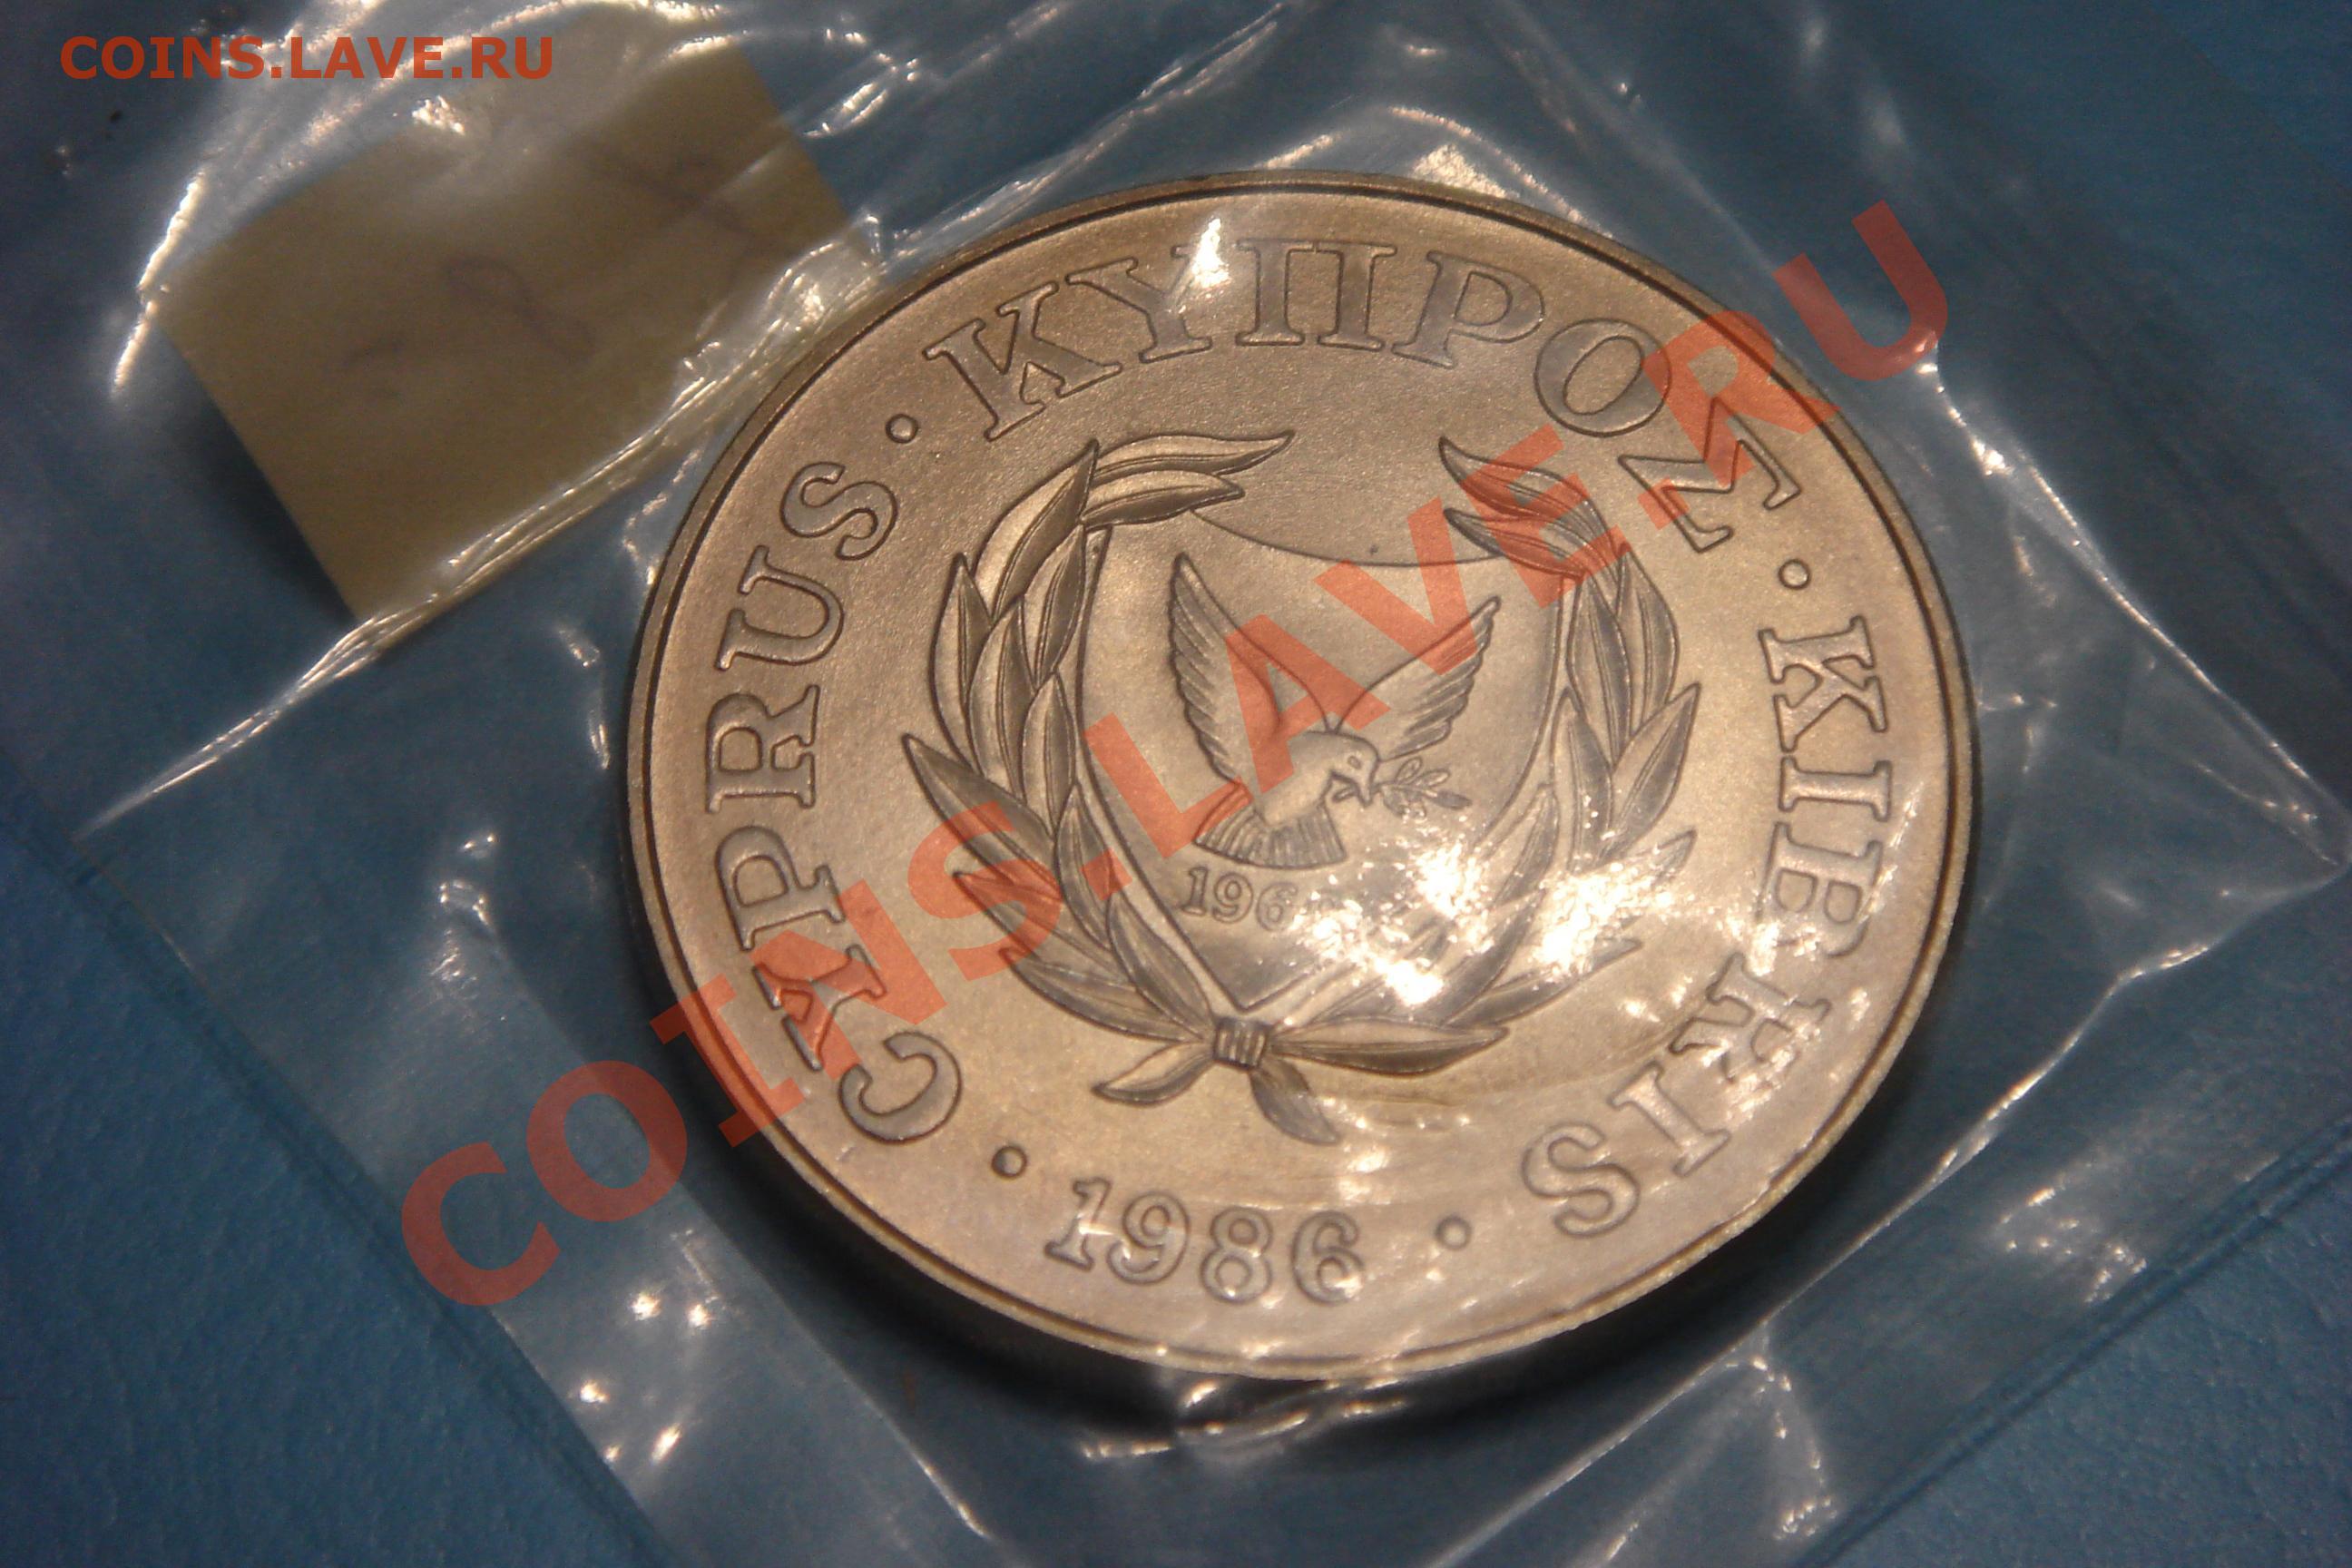 COINS.LAVE.RU
CYPRUS · ΚΥΠΡΟΣ · KIBRIS · 1986 ·
COINS.LAVE.RU